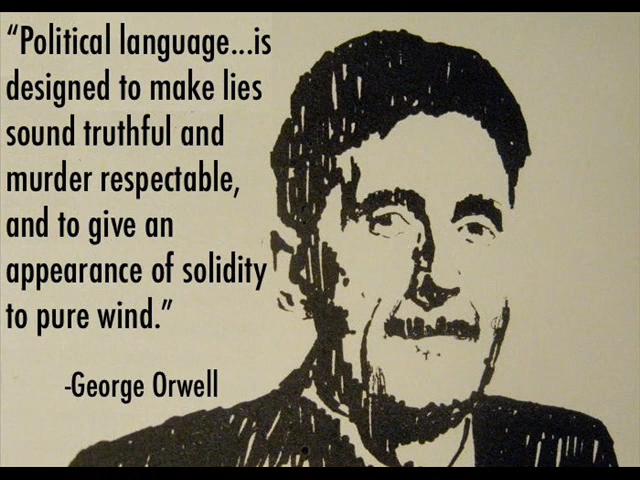 “Political language...is
designed to make lies
sound truthful and
murder respectable,
and to give an
appearance of solidity
to pure wind.”
-George Orwell